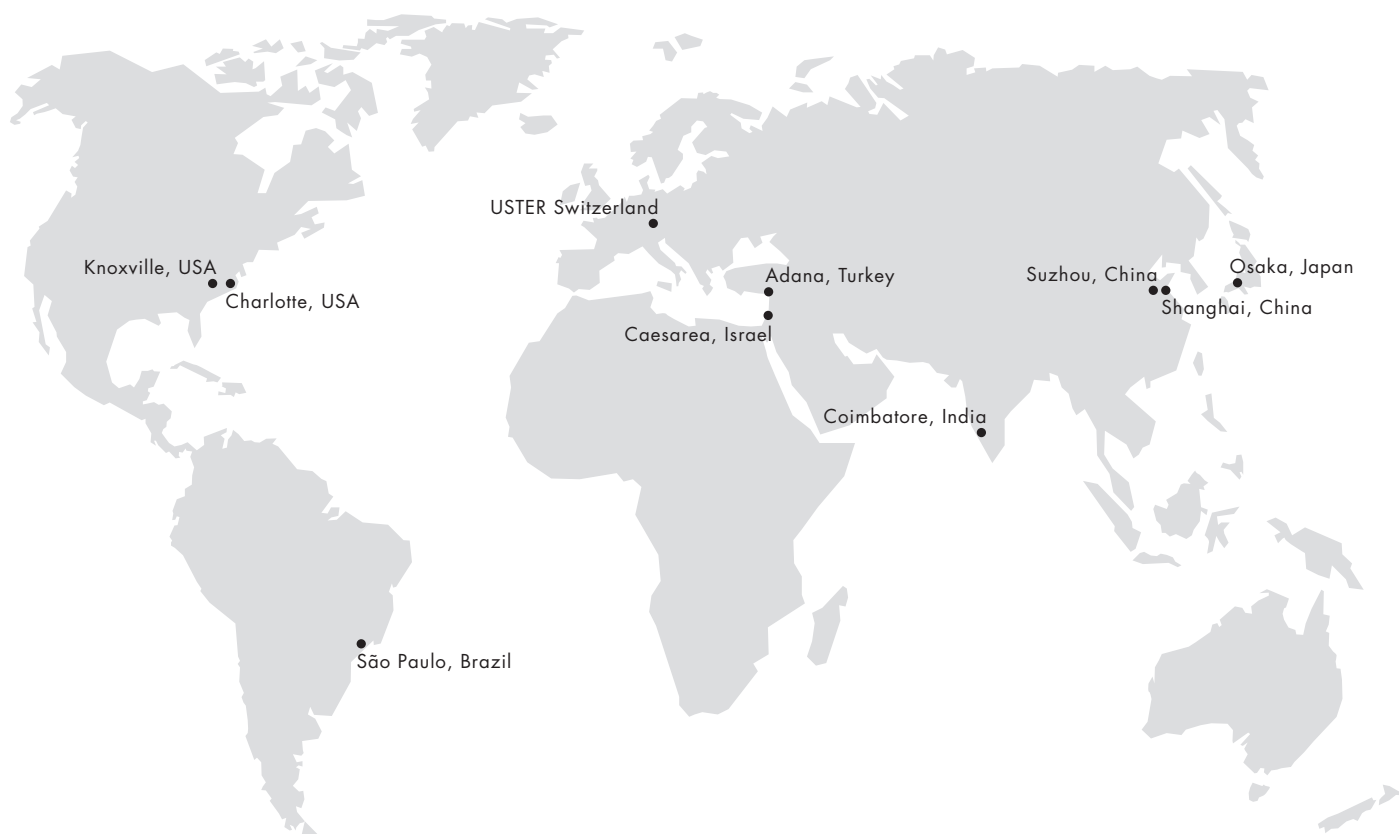 USTER Switzerland
Knoxville, USA
Charlotte, USA
Adana, Turkey
Caesarea, Israel
Suzhou, China
Osaka, Japan
Shanghai, China
Coimbatore, India
São Paulo, Brazil